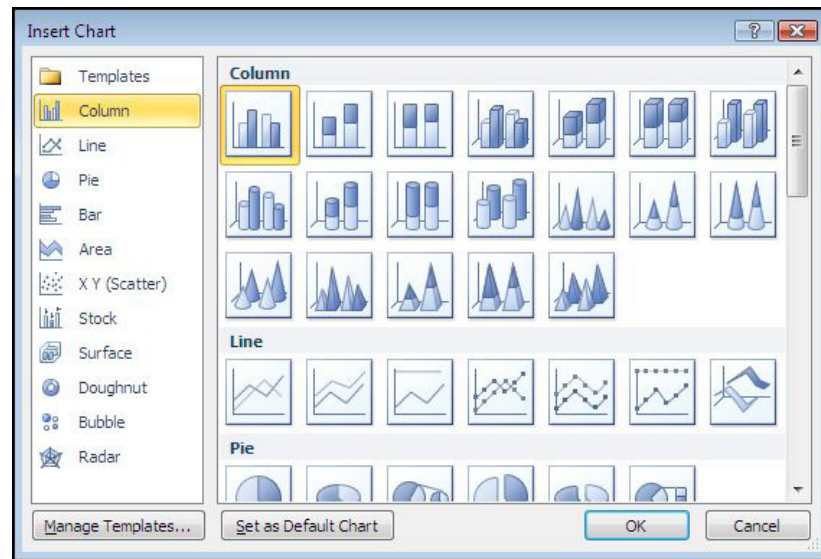 Insert Chart
Templates
Column
Line
Pie
Bar
Area
X Y (Scatter)
Stock
Surface
Doughnut
Bubble
Radar
Column
Line
Pie
Manage Templates...
Set as Default Chart
OK
Cancel